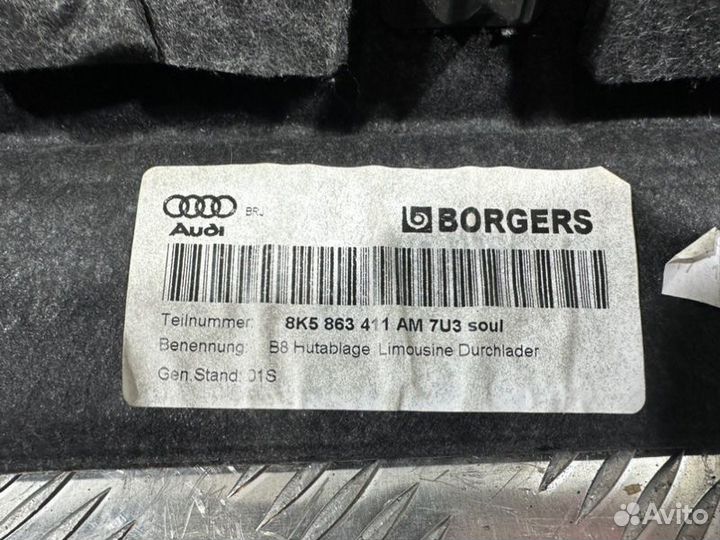 BRJ
Audi
BORGERS
Teilnummer: 8K5 863 411 AM 7U3 soul
Benennung: B8 Hutablage Limousine Durchlader
Gen.Stand: 01S
Avito